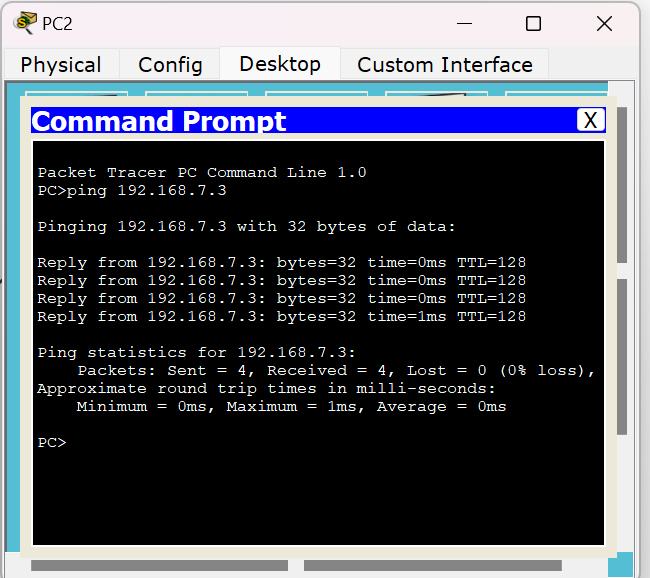 PC2
Physical Config Desktop Custom Interface
Command Prompt X
Packet Tracer PC Command Line 1.0
PC>ping 192.168.7.3
Pinging 192.168.7.3 with 32 bytes of data:
Reply from 192.168.7.3: bytes=32 time=0ms TTL=128
Reply from 192.168.7.3: bytes=32 time=0ms TTL=128
Reply from 192.168.7.3: bytes=32 time=0ms TTL=128
Reply from 192.168.7.3: bytes=32 time=1ms TTL=128
Ping statistics for 192.168.7.3:
Packets: Sent = 4, Received = 4, Lost = 0 (0% loss),
Approximate round trip times in milli-seconds:
Minimum = 0ms, Maximum = 1ms, Average = 0ms
PC>